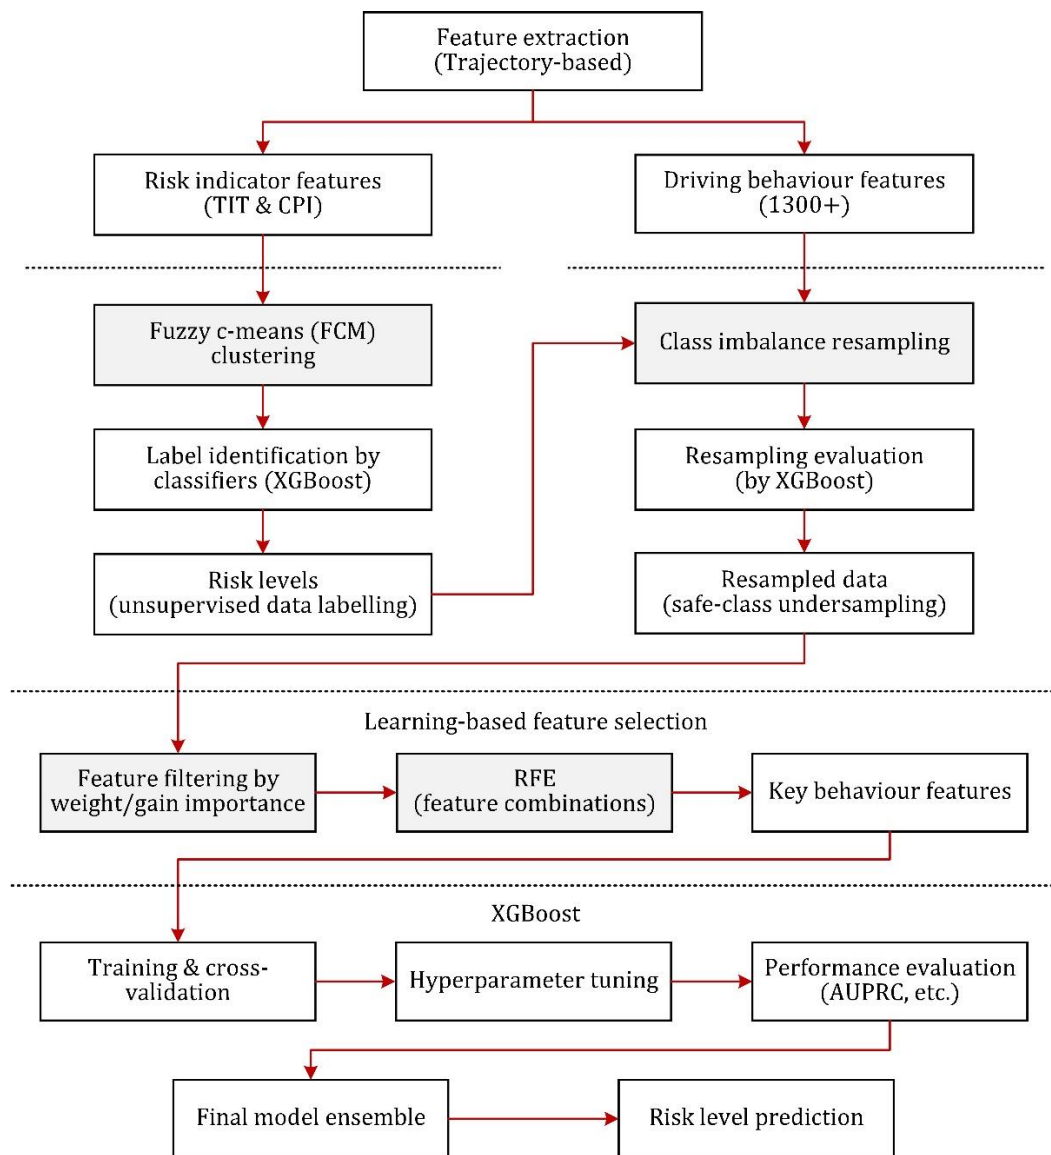 Feature extraction
(Trajectory-based)
Risk indicator features
(TIT & CPI)
Driving behaviour features
(1300+)
Fuzzy c-means (FCM)
clustering
Class imbalance resampling
Label identification by
classifiers (XGBoost)
Resampling evaluation
(by XGBoost)
Risk levels
(unsupervised data labelling)
Resampled data
(safe-class undersampling)
Learning-based feature selection
Feature filtering by
weight/gain importance
RFE
(feature combinations)
Key behaviour features
XGBoost
Training & cross-
validation
Hyperparameter tuning
Performance evaluation
(AUPRC, etc.)
Final model ensemble
Risk level prediction